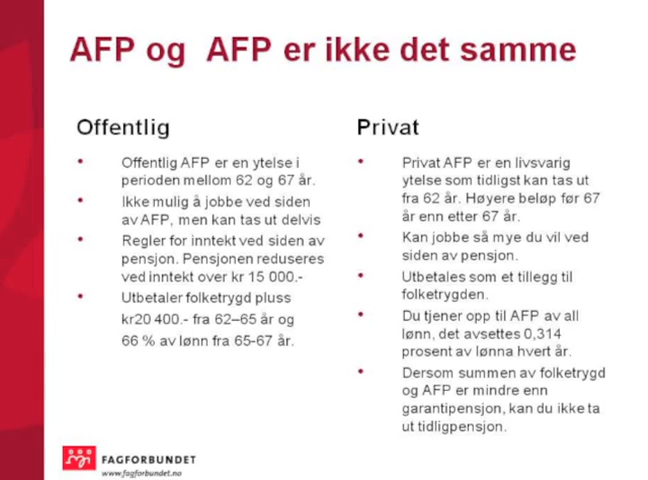 AFP og AFP er ikke det samme
Offentlig
• Offentlig AFP er en ytelse i
perioden mellom 62 og 67 år.
• Ikke mulig å jobbe ved siden
av AFP, men kan tas ut delvis
• Regler for inntekt ved siden av
pensjon. Pensjonen reduseres
ved inntekt over kr 15 000.-
• Utbetaler folketrygd pluss
kr20 400.- fra 62–65 år og
66 % av lønn fra 65-67 år.
Privat
• Privat AFP er en livsvarig
ytelse som tidligst kan tas ut
fra 62 år. Høyere beløp før 67
år enn etter 67 år.
• Kan jobbe så mye du vil ved
siden av pensjon.
• Utbetales som et tillegg til
folketrygden.
• Du tjener opp til AFP av all
lønn, det avsettes 0,314
prosent av lønna hvert år.
• Dersom summen av folketrygd
og AFP er mindre enn
garantipensjon, kan du ikke ta
ut tidligpensjon.
FAGFORBUNDET
www.fagforbundet.no